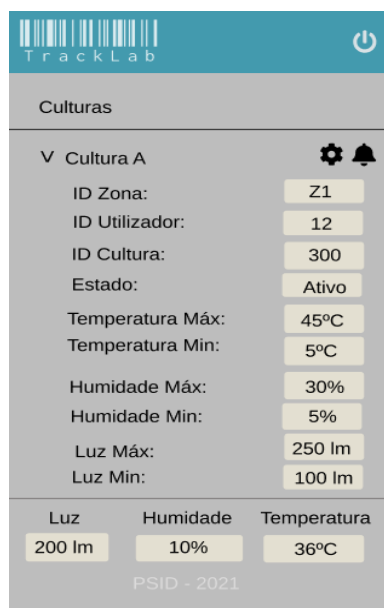 TrackLab
Culturas
V Cultura A
ID Zona: Z1
ID Utilizador: 12
ID Cultura: 300
Estado: Ativo
Temperatura Máx: 45ºC
Temperatura Min: 5ºC
Humidade Máx: 30%
Humidade Min: 5%
Luz Máx: 250 lm
Luz Min: 100 lm
Luz Humidade Temperatura
200 lm 10% 36ºC
PSID - 2021